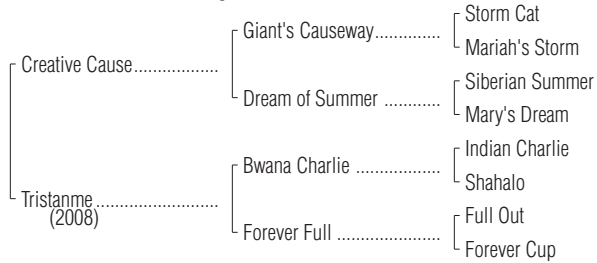 Storm Cat
Giant's Causeway..............
Mariah's Storm
Creative Cause..................
Siberian Summer
Dream of Summer ............
Mary's Dream
Indian Charlie
Bwana Charlie ..................
Shahalo
Tristanme..........................
(2008)
Full Out
Forever Full ......................
Forever Cup